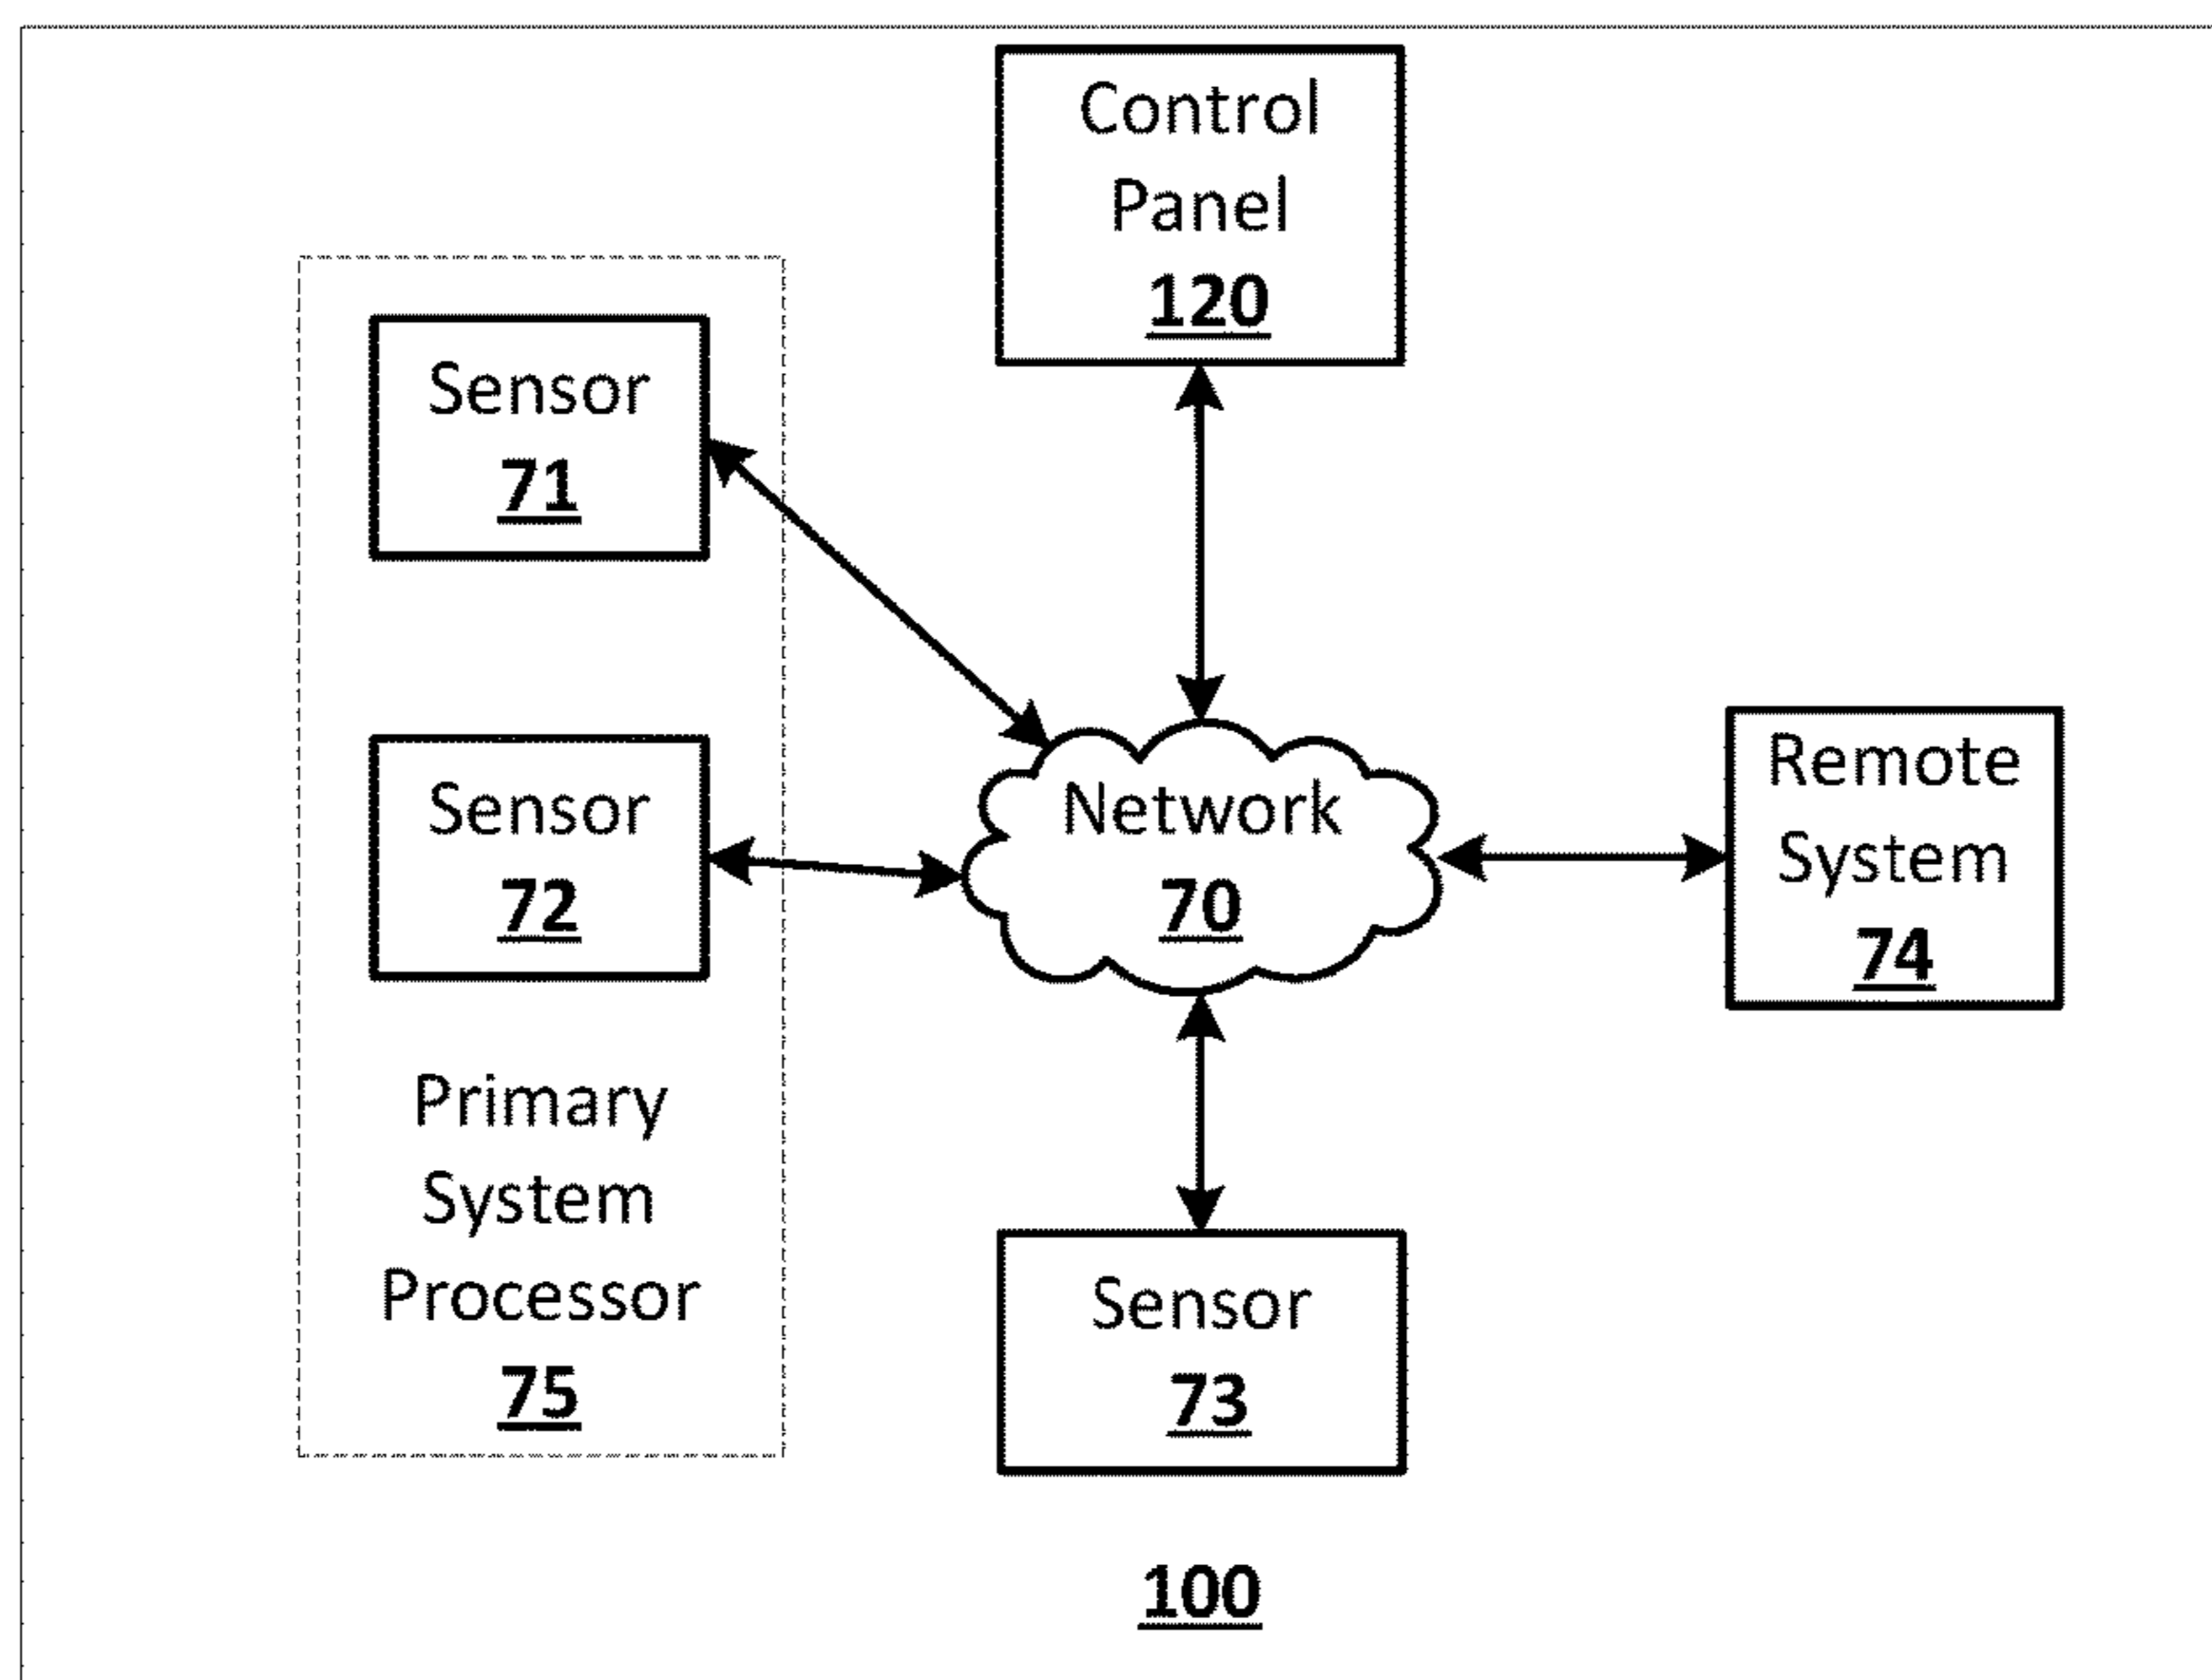 Control
Panel
120
Sensor
71
Sensor
72
Network
70
Remote
System
74
Primary
System
Processor
75
Sensor
73
100